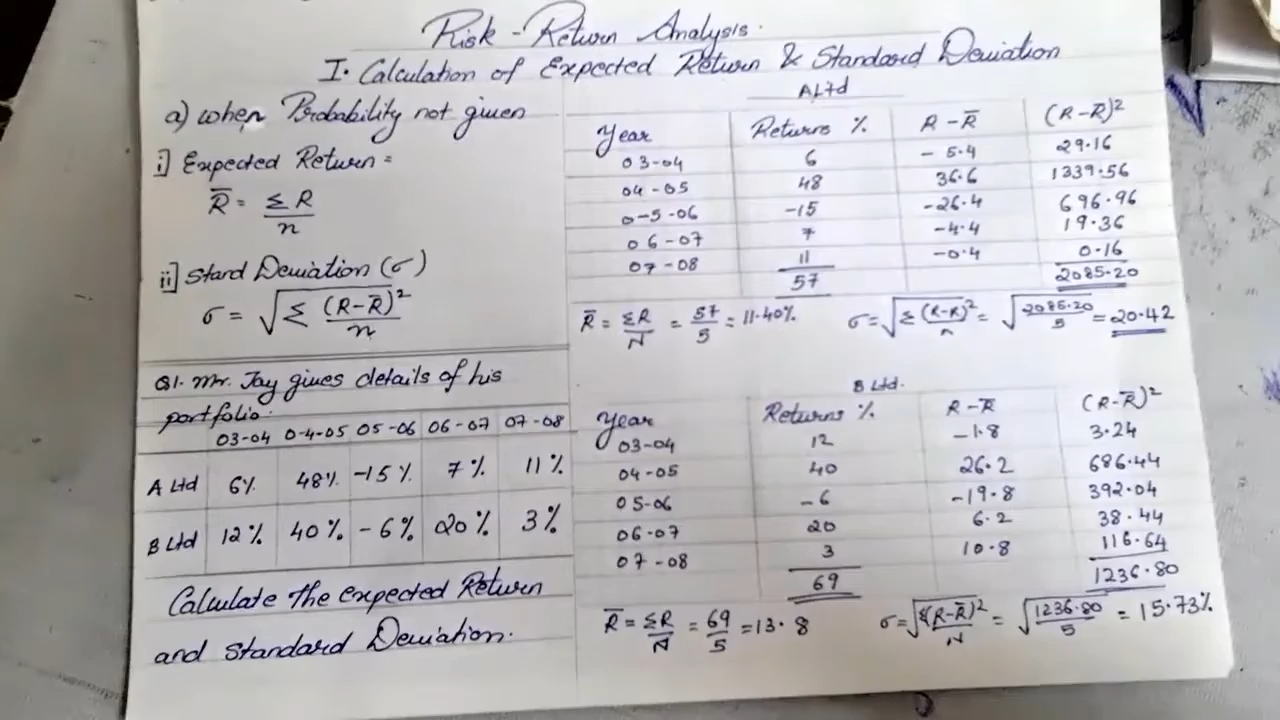 Risk - Return Analysis.
I. Calculation of Expected Return & Standard Deviation
a) when Probability not given
i] Expected Return =
R̅ = ΣR / n
ii] Stard Deviation (σ)
σ = √Σ (R-R̅)² / n
Q1. Mr. Jay gives details of his
portfolio.
03-04 0-4-05 05-06 06-07 07-08
A Ltd 6% 48% -15% 7% 11%
B Ltd 12% 40% -6% 20% 3%
Calculate the expected Return
and Standard Deviation.
A Ltd
Year Returns % R-R̅ (R-R̅)²
03-04 6 -5.4 29.16
04-05 48 36.6 1339.56
0-5-06 -15 -26.4 696.96
06-07 7 -4.4 19.36
07-08 11 -0.4 0.16
57 2085.20
R̅ = ΣR / N = 57 / 5 = 11.40% σ = √Σ (R-R̅)² / n = √2085.20 / 5 = 20.42
B Ltd.
Year Returns % R-R̅ (R-R̅)²
03-04 12 -1.8 3.24
04-05 40 26.2 686.44
05-06 -6 -19.8 392.04
06-07 20 6.2 38.44
07-08 3 10.8 116.64
69 1236.80
R̅ = ΣR / N = 69 / 5 = 13.8 σ = √Σ(R-R̅)² / N = √1236.80 / 5 = 15.73%